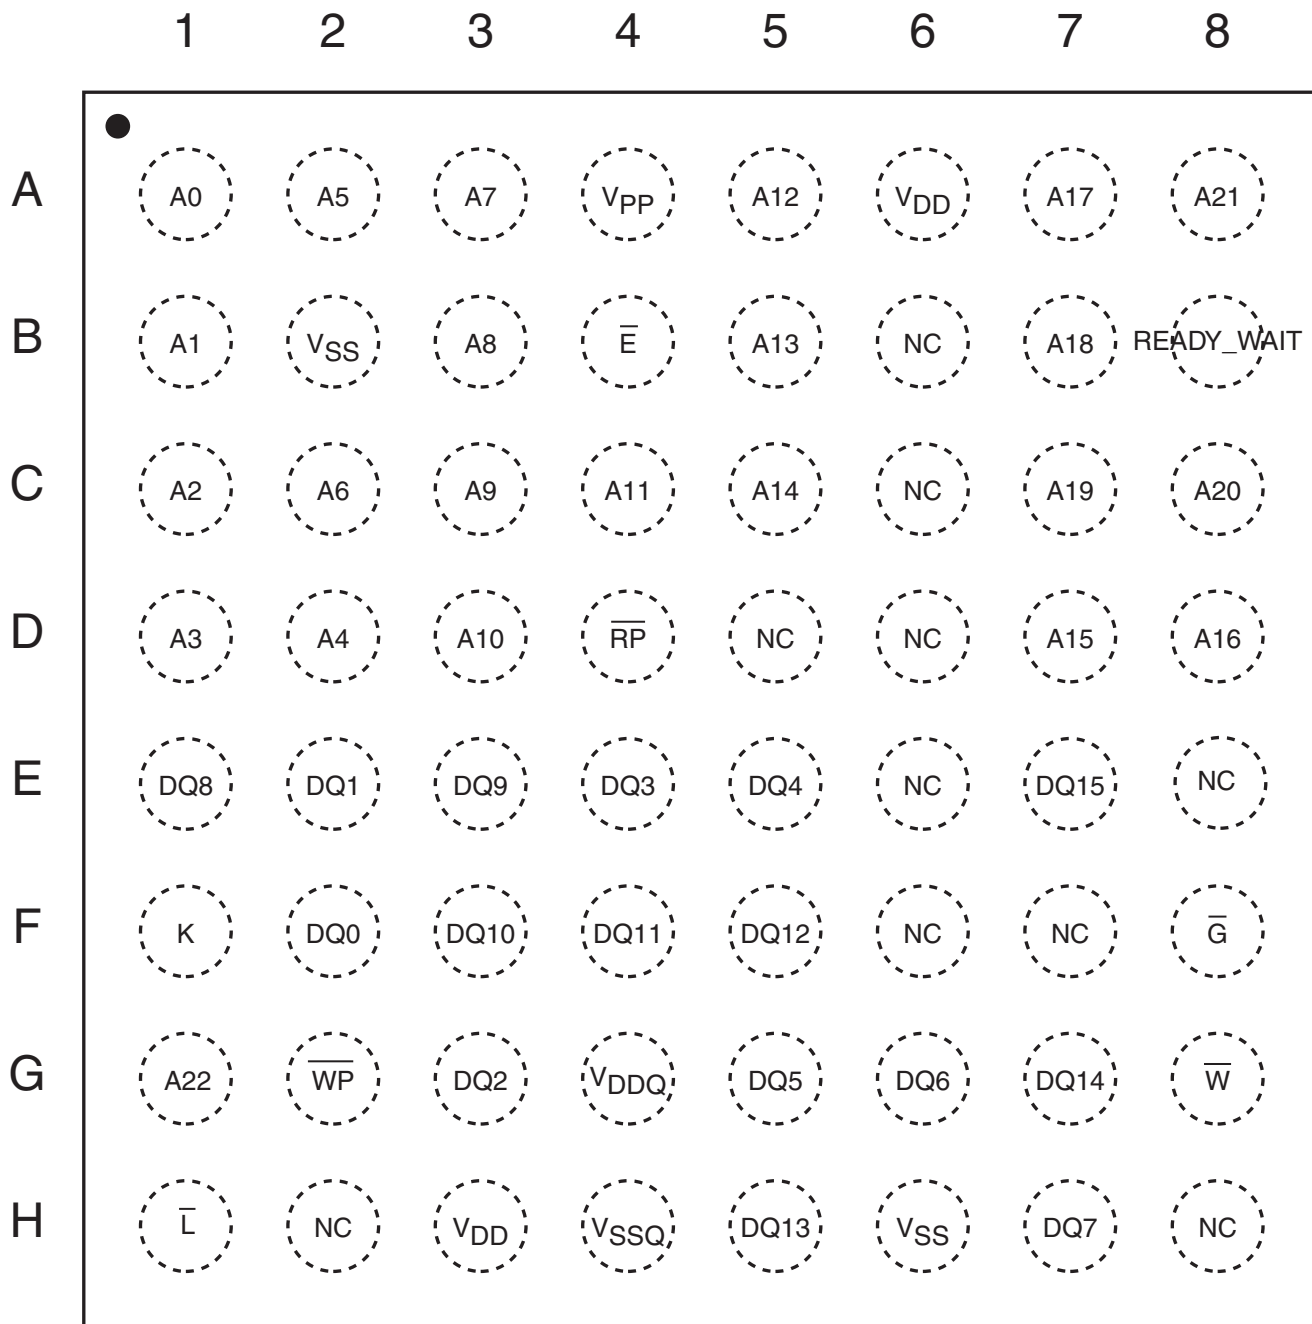 1 2 3 4 5 6 7 8
A A0 A5 A7 VPP A12 VDD A17 A21
B A1 VSS A8 E̅ A13 NC A18 READY_WAIT
C A2 A6 A9 A11 A14 NC A19 A20
D A3 A4 A10 R̅P̅ NC NC A15 A16
E DQ8 DQ1 DQ9 DQ3 DQ4 NC DQ15 NC
F K DQ0 DQ10 DQ11 DQ12 NC NC G̅
G A22 W̅P̅ DQ2 VDDQ DQ5 DQ6 DQ14 W̅
H L̅ NC VDD VSSQ DQ13 VSS DQ7 NC